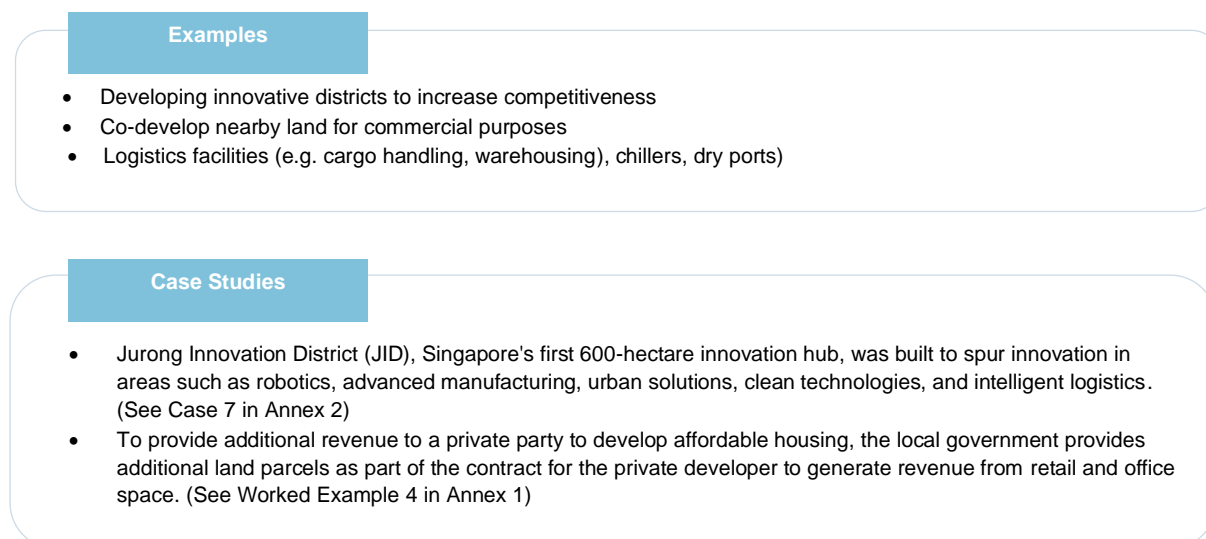 Examples
• Developing innovative districts to increase competitiveness
• Co-develop nearby land for commercial purposes
• Logistics facilities (e.g. cargo handling, warehousing), chillers, dry ports)
Case Studies
• Jurong Innovation District (JID), Singapore's first 600-hectare innovation hub, was built to spur innovation in
areas such as robotics, advanced manufacturing, urban solutions, clean technologies, and intelligent logistics.
(See Case 7 in Annex 2)
• To provide additional revenue to a private party to develop affordable housing, the local government provides
additional land parcels as part of the contract for the private developer to generate revenue from retail and office
space. (See Worked Example 4 in Annex 1)